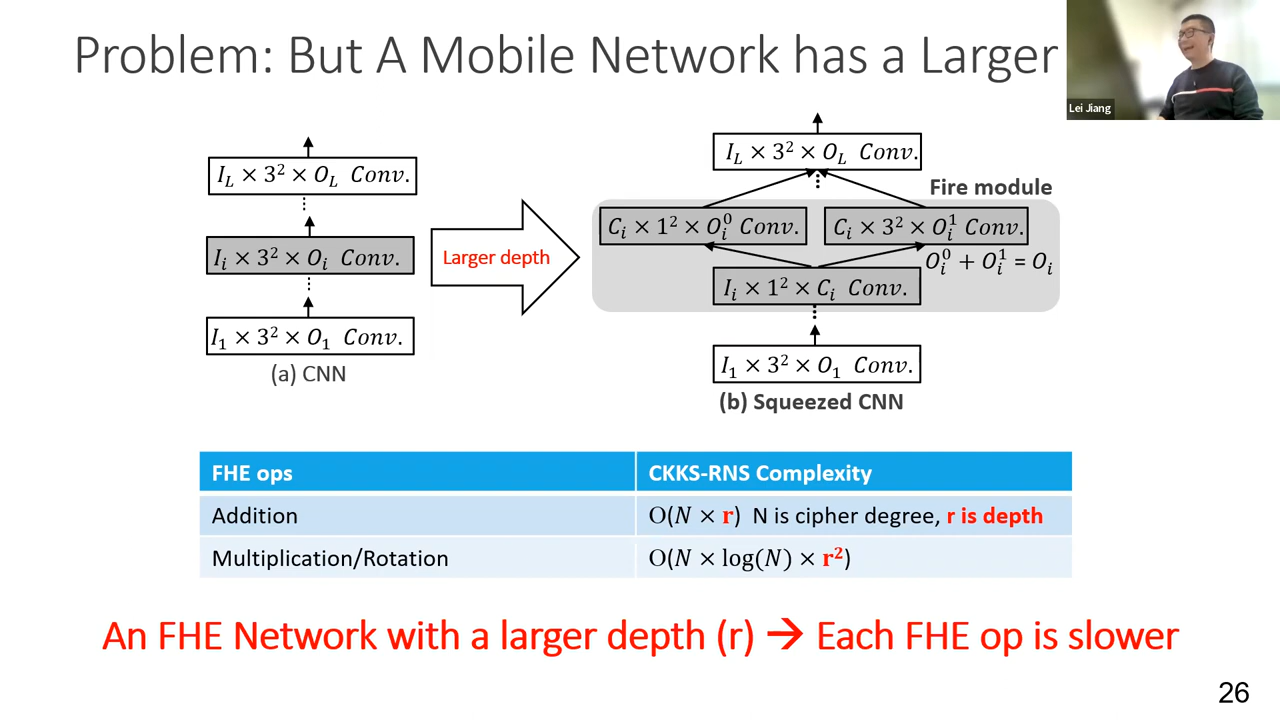 Problem: But A Mobile Network has a Larger
Lei Jiang
I_L × 3² × O_L Conv.
I_i × 3² × O_i Conv.
I_1 × 3² × O_1 Conv.
(a) CNN
Larger depth
I_L × 3² × O_L Conv.
Fire module
C_i × 1² × O_i^0 Conv.
C_i × 3² × O_i^1 Conv.
O_i^0 + O_i^1 = O_i
I_i × 1² × C_i Conv.
I_1 × 3² × O_1 Conv.
(b) Squeezed CNN
FHE ops CKKS-RNS Complexity
Addition O(N × r) N is cipher degree, r is depth
Multiplication/Rotation O(N × log(N) × r²)
An FHE Network with a larger depth (r) → Each FHE op is slower
26